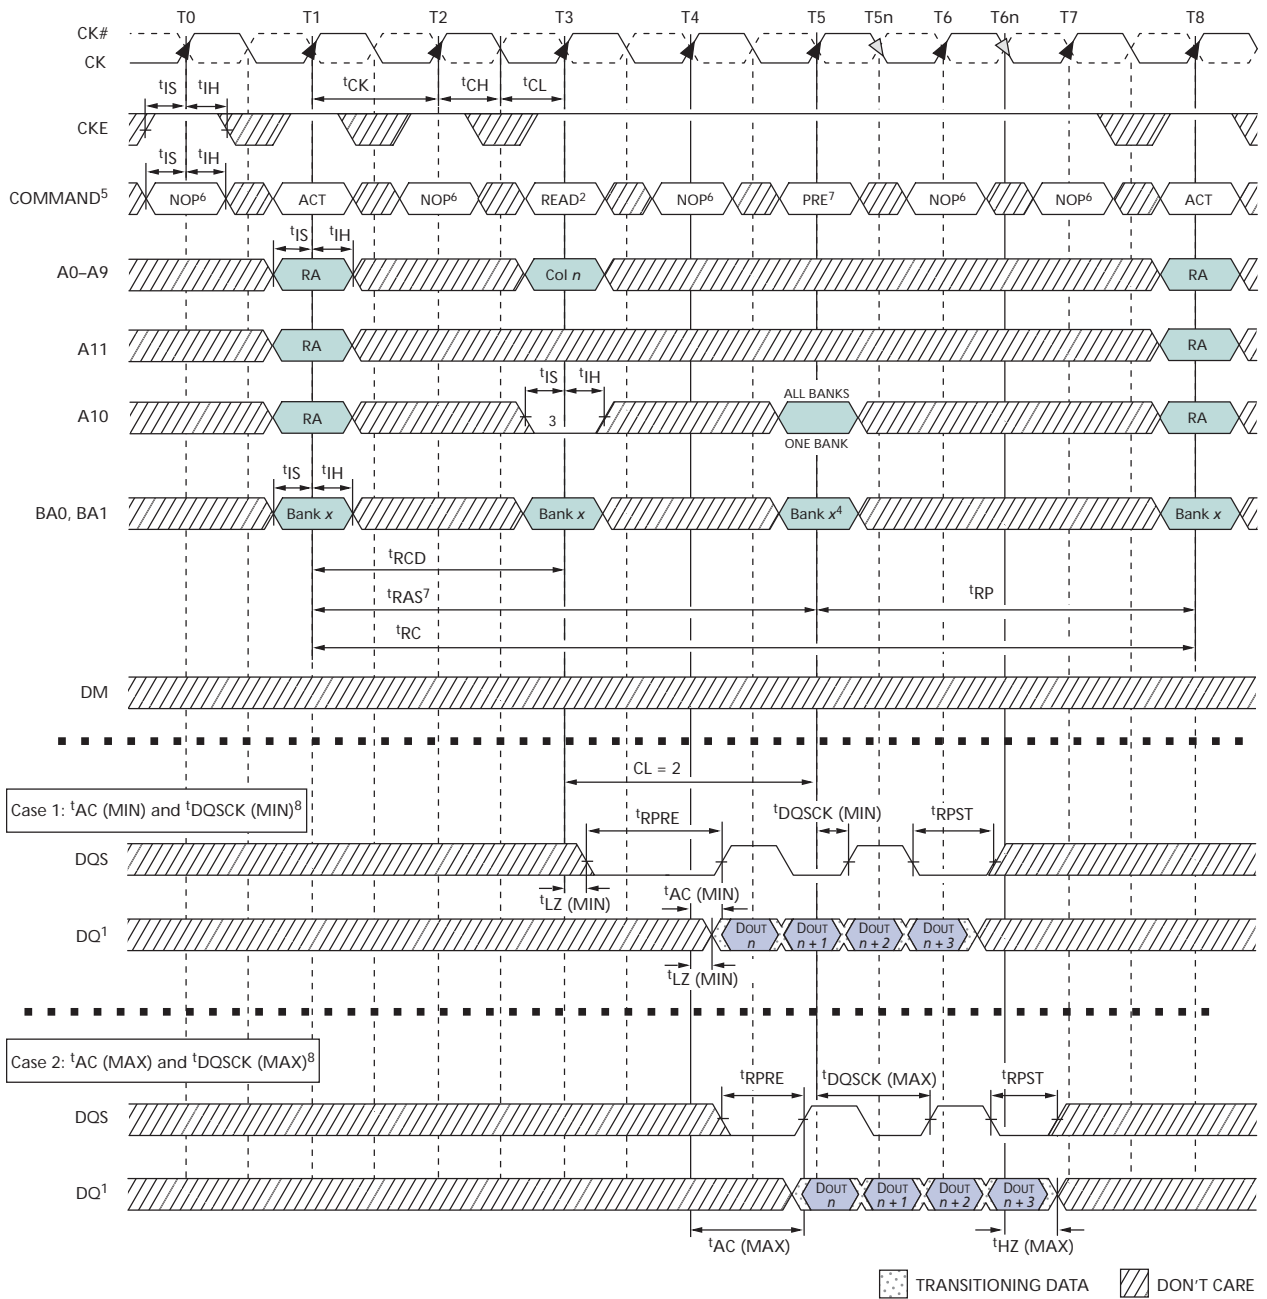 T0 T1 T2 T3 T4 T5 T5n T6 T6n T7 T8
CK#
CK
tIS tIH tCK tCH tCL
CKE
tIS tIH
COMMAND5 NOP6 ACT NOP6 READ2 NOP6 PRE7 NOP6 NOP6 ACT
tIS tIH
A0–A9 RA Col n RA
A11 RA RA
tIS tIH ALL BANKS
A10 RA 3 RA
ONE BANK
tIS tIH
BA0, BA1 Bank x Bank x Bank x4 Bank x
tRCD
tRAS7 tRP
tRC
DM
CL = 2
Case 1: tAC (MIN) and tDQSCK (MIN)8
tRPRE tDQSCK (MIN) tRPST
DQS
tLZ (MIN) tAC (MIN)
DQ1 DOUT n DOUT n + 1 DOUT n + 2 DOUT n + 3
tLZ (MIN)
Case 2: tAC (MAX) and tDQSCK (MAX)8
tRPRE tDQSCK (MAX) tRPST
DQS
DQ1 DOUT n DOUT n + 1 DOUT n + 2 DOUT n + 3
tAC (MAX) tHZ (MAX)
TRANSITIONING DATA DON'T CARE